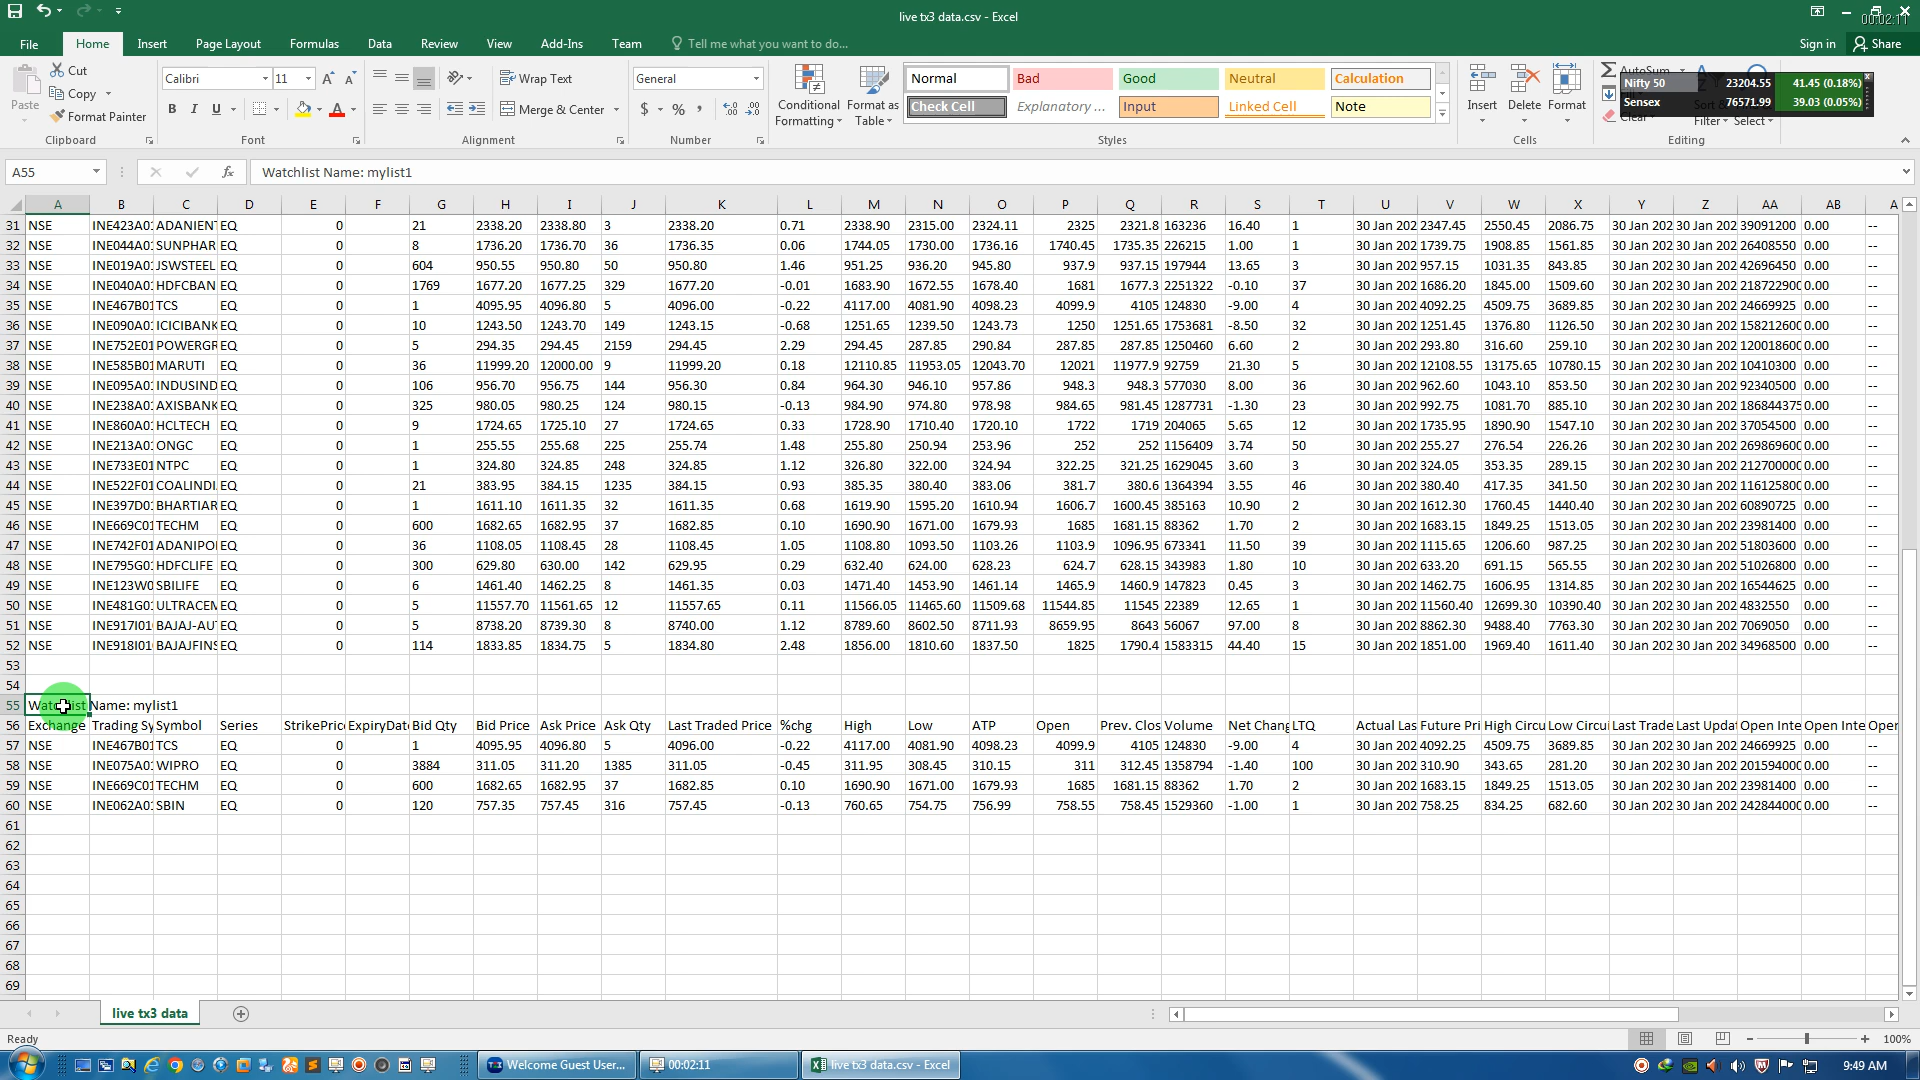 live tx3 data.csv - Excel
00:02:11
File Home Insert Page Layout Formulas Data Review View Add-Ins Team Tell me what you want to do... Sign in Share
Paste Cut Copy Format Painter Clipboard
Calibri 11 B I U Font
Wrap Text Merge & Center Alignment
General $ % , Number
Conditional Formatting Format as Table
Normal Bad Good Neutral Calculation
Check Cell Explanatory ... Input Linked Cell Note
Styles
Insert Delete Format Cells
AutoSum Clear Filter Select Editing
Nifty 50 23204.55 41.45 (0.18%)
Sensex 76571.99 39.03 (0.05%)
A55 fx Watchlist Name: mylist1
A B C D E F G H I J K L M N O P Q R S T U V W X Y Z AA AB A
31 NSE INE423A01 ADANIENT EQ 0 21 2338.20 2338.80 3 2338.20 0.71 2338.90 2315.00 2324.11 2325 2321.8 163236 16.40 1 30 Jan 202 2347.45 2550.45 2086.75 30 Jan 202 30 Jan 202 39091200 0.00 --
32 NSE INE044A01 SUNPHAR EQ 0 8 1736.20 1736.70 36 1736.35 0.06 1744.05 1730.00 1736.16 1740.45 1735.35 226215 1.00 1 30 Jan 202 1739.75 1908.85 1561.85 30 Jan 202 30 Jan 202 26408550 0.00 --
33 NSE INE019A01 JSWSTEEL EQ 0 604 950.55 950.80 50 950.80 1.46 951.25 936.20 945.80 937.9 937.15 197944 13.65 3 30 Jan 202 957.15 1031.35 843.85 30 Jan 202 30 Jan 202 42696450 0.00 --
34 NSE INE040A01 HDFCBAN EQ 0 1769 1677.20 1677.25 329 1677.20 -0.01 1683.90 1672.55 1678.40 1681 1677.3 2251322 -0.10 37 30 Jan 202 1686.20 1845.00 1509.60 30 Jan 202 30 Jan 202 218722900 0.00 --
35 NSE INE467B01 TCS EQ 0 1 4095.95 4096.80 5 4096.00 -0.22 4117.00 4081.90 4098.23 4099.9 4105 124830 -9.00 4 30 Jan 202 4092.25 4509.75 3689.85 30 Jan 202 30 Jan 202 24669925 0.00 --
36 NSE INE090A01 ICICIBANK EQ 0 10 1243.50 1243.70 149 1243.15 -0.68 1251.65 1239.50 1243.73 1250 1251.65 1753681 -8.50 32 30 Jan 202 1251.45 1376.80 1126.50 30 Jan 202 30 Jan 202 158212600 0.00 --
37 NSE INE752E01 POWERGR EQ 0 5 294.35 294.45 2159 294.45 2.29 294.45 287.85 290.84 287.85 287.85 1250460 6.60 2 30 Jan 202 293.80 316.60 259.10 30 Jan 202 30 Jan 202 120018600 0.00 --
38 NSE INE585B01 MARUTI EQ 0 36 11999.20 12000.00 9 11999.20 0.18 12110.85 11953.05 12043.70 12021 11977.9 92759 21.30 5 30 Jan 202 12108.55 13175.65 10780.15 30 Jan 202 30 Jan 202 10410300 0.00 --
39 NSE INE095A01 INDUSIND EQ 0 106 956.70 956.75 144 956.30 0.84 964.30 946.10 957.86 948.3 948.3 577030 8.00 36 30 Jan 202 962.60 1043.10 853.50 30 Jan 202 30 Jan 202 92340500 0.00 --
40 NSE INE238A01 AXISBANK EQ 0 325 980.05 980.25 124 980.15 -0.13 984.90 974.80 978.98 984.65 981.45 1287731 -1.30 23 30 Jan 202 992.75 1081.70 885.10 30 Jan 202 30 Jan 202 186844375 0.00 --
41 NSE INE860A01 HCLTECH EQ 0 9 1724.65 1725.10 27 1724.65 0.33 1728.90 1710.40 1720.10 1722 1719 204065 5.65 12 30 Jan 202 1735.95 1890.90 1547.10 30 Jan 202 30 Jan 202 37054500 0.00 --
42 NSE INE213A01 ONGC EQ 0 1 255.55 255.68 225 255.74 1.48 255.80 250.94 253.96 252 252 1156409 3.74 50 30 Jan 202 255.27 276.54 226.26 30 Jan 202 30 Jan 202 269869600 0.00 --
43 NSE INE733E01 NTPC EQ 0 1 324.80 324.85 248 324.85 1.12 326.80 322.00 324.94 322.25 321.25 1629045 3.60 3 30 Jan 202 324.05 353.35 289.15 30 Jan 202 30 Jan 202 212700000 0.00 --
44 NSE INE522F01 COALINDI EQ 0 21 383.95 384.15 1235 384.15 0.93 385.35 380.40 383.06 381.7 380.6 1364394 3.55 46 30 Jan 202 380.40 417.35 341.50 30 Jan 202 30 Jan 202 116125800 0.00 --
45 NSE INE397D01 BHARTIAR EQ 0 1 1611.10 1611.35 32 1611.35 0.68 1619.90 1595.20 1610.94 1606.7 1600.45 385163 10.90 2 30 Jan 202 1612.30 1760.45 1440.40 30 Jan 202 30 Jan 202 60890725 0.00 --
46 NSE INE669C01 TECHM EQ 0 600 1682.65 1682.95 37 1682.85 0.10 1690.90 1671.00 1679.93 1685 1681.15 88362 1.70 2 30 Jan 202 1683.15 1849.25 1513.05 30 Jan 202 30 Jan 202 23981400 0.00 --
47 NSE INE742F01 ADANIPO EQ 0 36 1108.05 1108.45 28 1108.45 1.05 1108.80 1093.50 1103.26 1103.9 1096.95 673341 11.50 39 30 Jan 202 1115.65 1206.60 987.25 30 Jan 202 30 Jan 202 51803600 0.00 --
48 NSE INE795G01 HDFCLIFE EQ 0 300 629.80 630.00 142 629.95 0.29 632.40 624.00 628.23 624.7 628.15 343983 1.80 10 30 Jan 202 633.20 691.15 565.55 30 Jan 202 30 Jan 202 51026800 0.00 --
49 NSE INE123W0 SBILIFE EQ 0 6 1461.40 1462.25 8 1461.35 0.03 1471.40 1453.90 1461.14 1465.9 1460.9 147823 0.45 3 30 Jan 202 1462.75 1606.95 1314.85 30 Jan 202 30 Jan 202 16544625 0.00 --
50 NSE INE481G01 ULTRACEM EQ 0 5 11557.70 11561.65 12 11557.65 0.11 11566.05 11465.60 11509.68 11544.85 11545 22389 12.65 1 30 Jan 202 11560.40 12699.30 10390.40 30 Jan 202 30 Jan 202 4832550 0.00 --
51 NSE INE917I01 BAJAJ-AU EQ 0 5 8738.20 8739.30 8 8740.00 1.12 8789.60 8602.50 8711.93 8659.95 8643 56067 97.00 8 30 Jan 202 8862.30 9488.40 7763.30 30 Jan 202 30 Jan 202 7069050 0.00 --
52 NSE INE918I01 BAJAJFINS EQ 0 114 1833.85 1834.75 5 1834.80 2.48 1856.00 1810.60 1837.50 1825 1790.4 1583315 44.40 15 30 Jan 202 1851.00 1969.40 1611.40 30 Jan 202 30 Jan 202 34968500 0.00 --
53
54
55 Watchlist Name: mylist1
56 Exchange Trading Sy Symbol Series StrikePric ExpiryDate Bid Qty Bid Price Ask Price Ask Qty Last Traded Price %chg High Low ATP Open Prev. Clos Volume Net Chang LTQ Actual Las Future Pri High Circu Low Circui Last Trade Last Updat Open Inte Open Inte Oper
57 NSE INE467B01 TCS EQ 0 1 4095.95 4096.80 5 4096.00 -0.22 4117.00 4081.90 4098.23 4099.9 4105 124830 -9.00 4 30 Jan 202 4092.25 4509.75 3689.85 30 Jan 202 30 Jan 202 24669925 0.00 --
58 NSE INE075A01 WIPRO EQ 0 3884 311.05 311.20 1385 311.05 -0.45 311.95 308.45 310.15 311 312.45 1358794 -1.40 100 30 Jan 202 310.90 343.65 281.20 30 Jan 202 30 Jan 202 201594000 0.00 --
59 NSE INE669C01 TECHM EQ 0 600 1682.65 1682.95 37 1682.85 0.10 1690.90 1671.00 1679.93 1685 1681.15 88362 1.70 2 30 Jan 202 1683.15 1849.25 1513.05 30 Jan 202 30 Jan 202 23981400 0.00 --
60 NSE INE062A01 SBIN EQ 0 120 757.35 757.45 316 757.45 -0.13 760.65 754.75 756.99 758.55 758.45 1529360 -1.00 1 30 Jan 202 758.25 834.25 682.60 30 Jan 202 30 Jan 202 242844000 0.00 --
61
62
63
64
65
66
67
68
69
live tx3 data
Ready 100%
Welcome Guest User... 00:02:11 live tx3 data.csv - Excel 9:49 AM